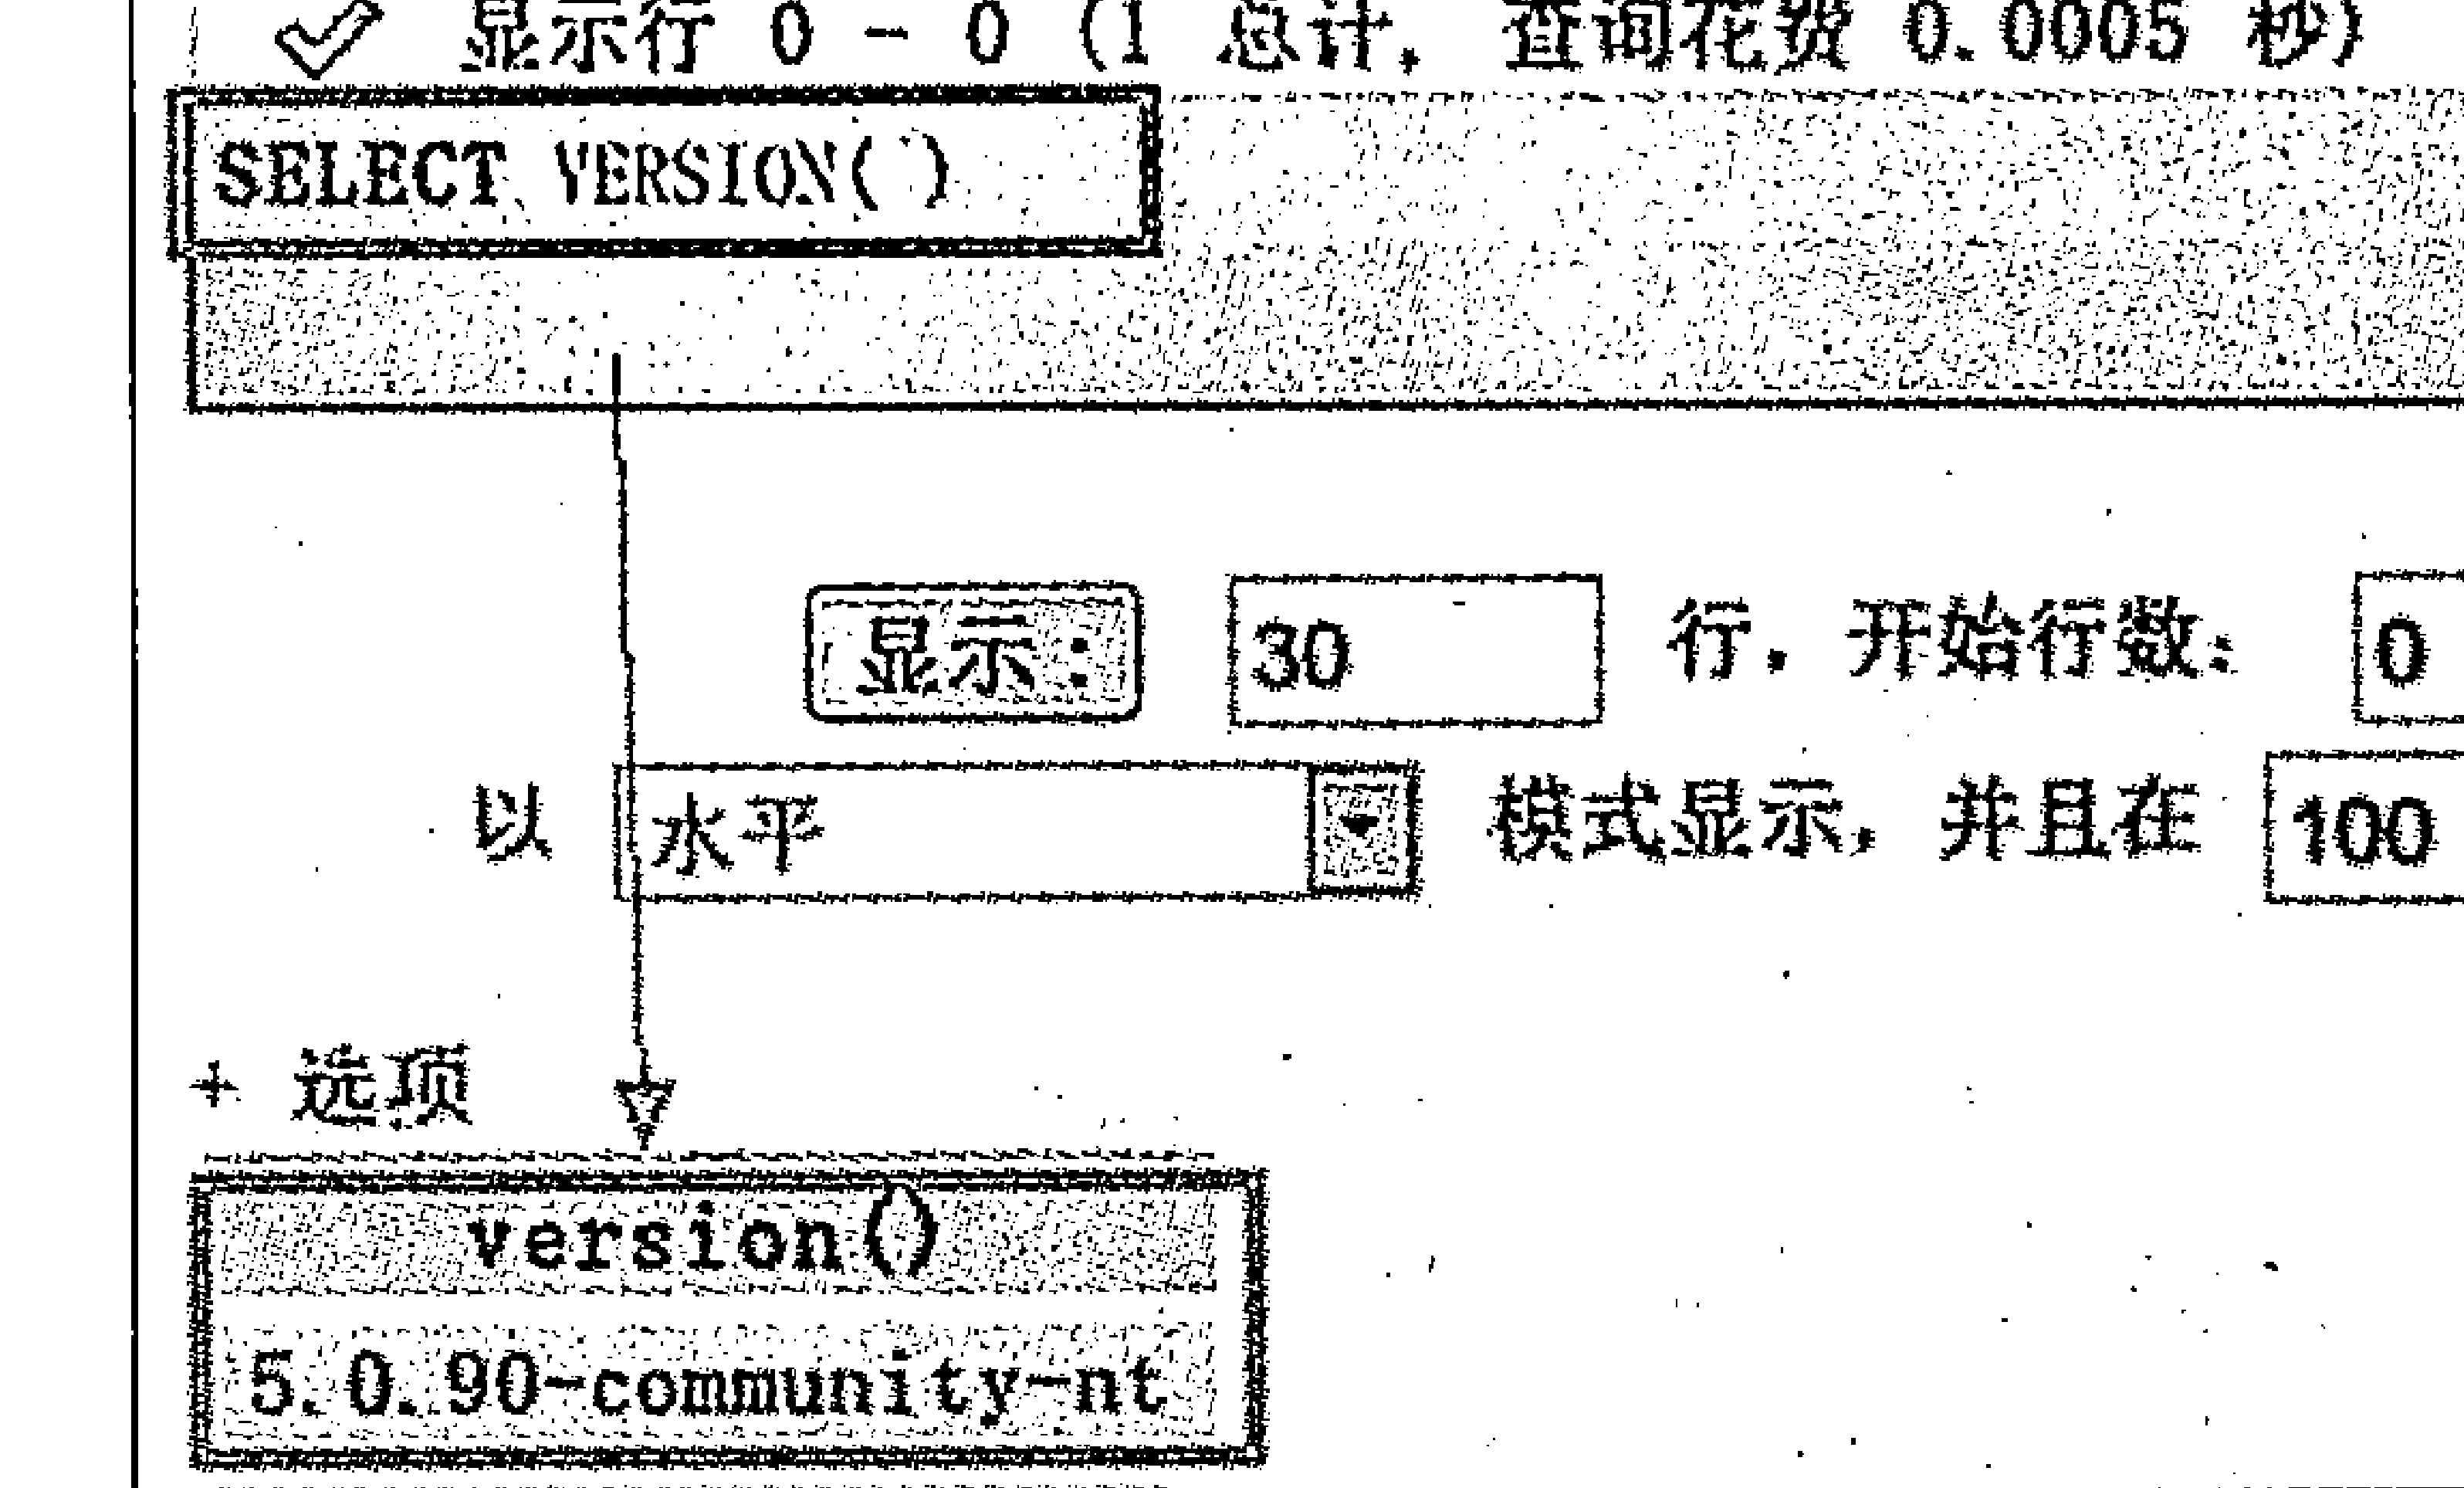 显示行 0 - 0 (1 总计, 查询花费 0.0005 秒)
SELECT VERSION( )
显示: 30 行, 开始行数: 0
以 水平 模式显示, 并且在 100
+ 选项
version()
5.0.90-community-nt